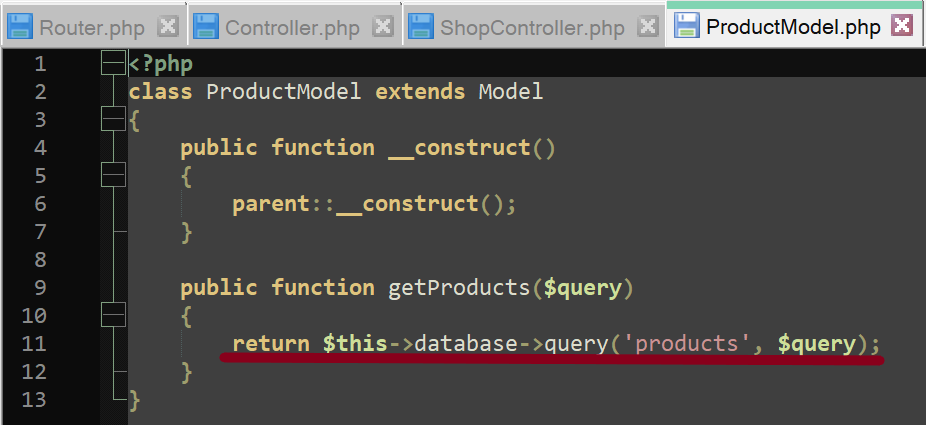 Router.php Controller.php ShopController.php ProductModel.php
1 <?php
2 class ProductModel extends Model
3 {
4 public function __construct()
5 {
6 parent::__construct();
7 }
8
9 public function getProducts($query)
10 {
11 return $this->database->query('products', $query);
12 }
13 }